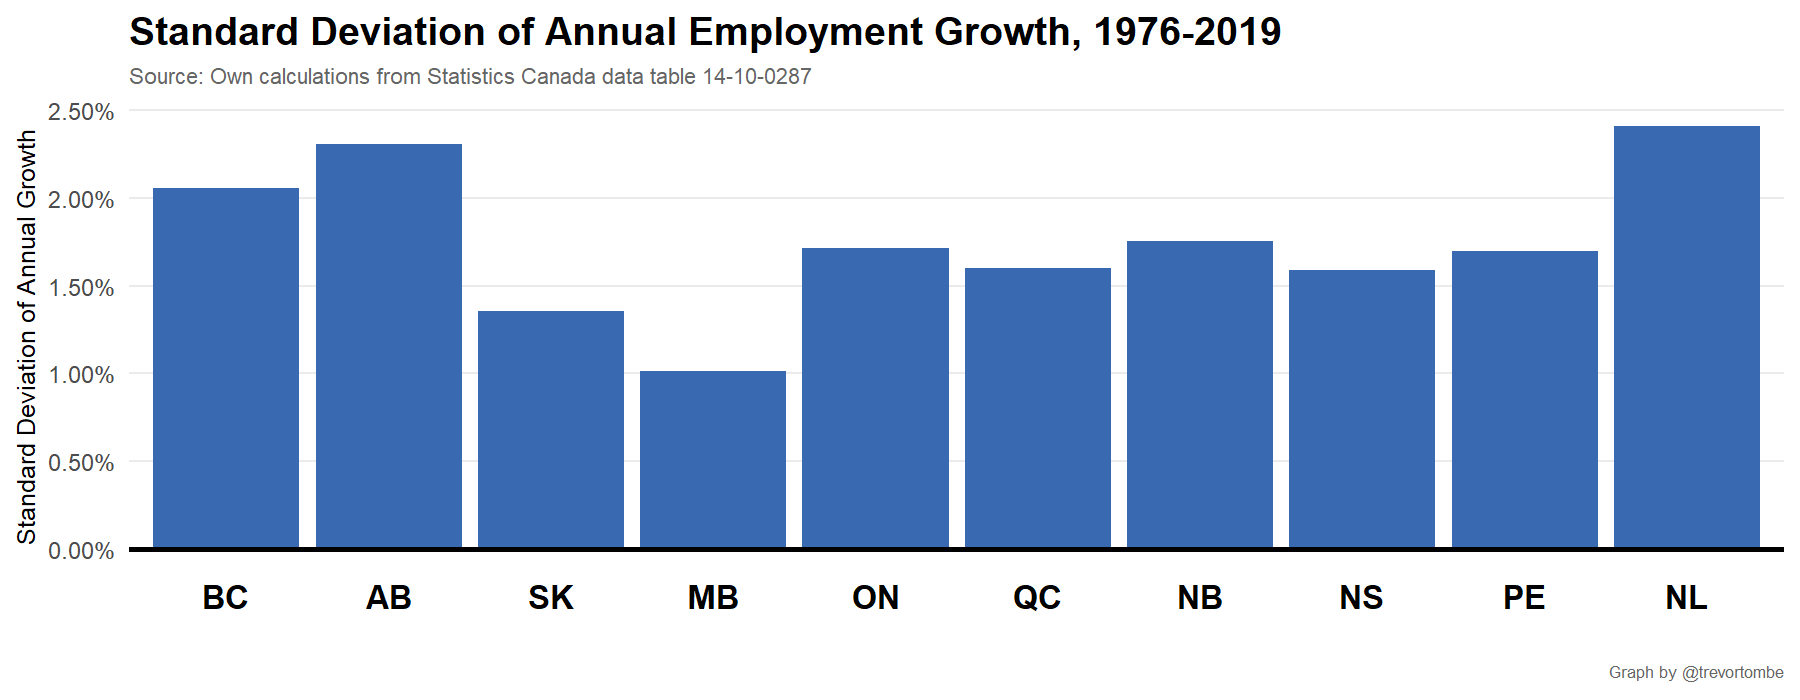 Standard Deviation of Annual Employment Growth, 1976-2019
Source: Own calculations from Statistics Canada data table 14-10-0287
Standard Deviation of Annual Growth
2.50%
2.00%
1.50%
1.00%
0.50%
0.00%
BC AB SK MB ON QC NB NS PE NL
Graph by @trevortombe